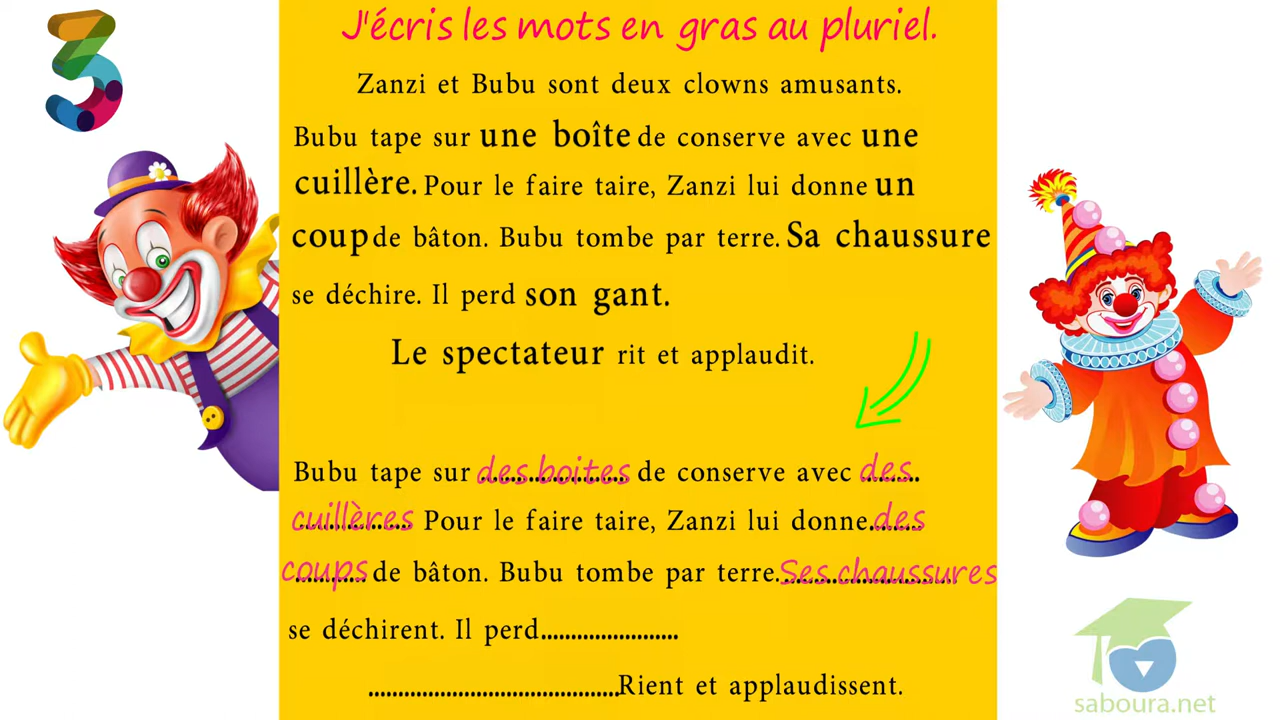 3
J'écris les mots en gras au pluriel.
Zanzi et Bubu sont deux clowns amusants.
Bubu tape sur une boîte de conserve avec une
cuillère. Pour le faire taire, Zanzi lui donne un
coup de bâton. Bubu tombe par terre. Sa chaussure
se déchire. Il perd son gant.
Le spectateur rit et applaudit.
Bubu tape sur des boites de conserve avec des
cuillères Pour le faire taire, Zanzi lui donne des
coups de bâton. Bubu tombe par terre. Ses chaussures
se déchirent. Il perd.......................
..........................................Rient et applaudissent.
saboura.net